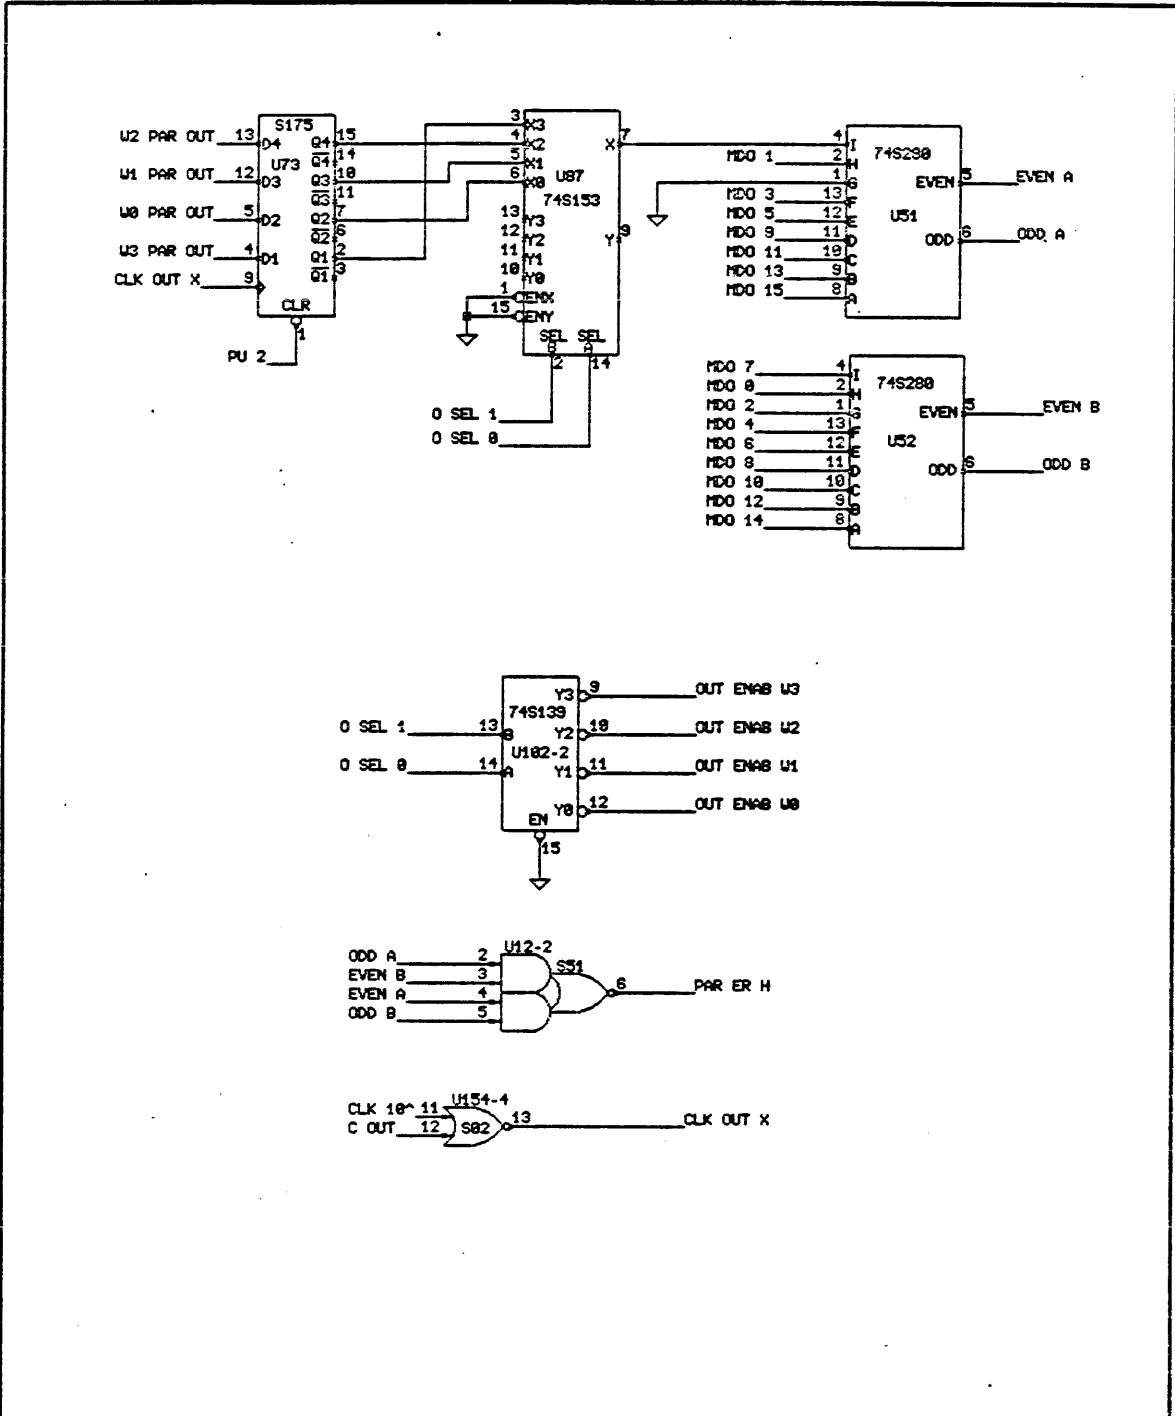 S175
U73
W2 PAR OUT 13 D4 Q4 15
Q4 14
W1 PAR OUT 12 D3 Q3 10
Q3 11
W0 PAR OUT 5 D2 Q2 7
Q2 6
W3 PAR OUT 4 D1 Q1 2
Q1 3
CLK OUT X 9
CLR
1
PU 2
3 X3
4 X2 X 7
5 X1
6 X0
U87
74S153
13 Y3
12 Y2 Y 9
11 Y1
10 Y0
1 ENX
15 ENY
SEL SEL
B A
2 14
O SEL 1
O SEL 0
74S280
4 I
MDO 1 2 H
1 G EVEN 5 EVEN A
MDO 3 13 F
MDO 5 12 E U51
MDO 9 11 D ODD 6 ODD A
MDO 11 10 C
MDO 13 9 B
MDO 15 8 A
MDO 7 4 I 74S280
MDO 0 2 H
MDO 2 1 G EVEN 5 EVEN B
MDO 4 13 F
MDO 6 12 E U52
MDO 8 11 D ODD 6 ODD B
MDO 10 10 C
MDO 12 9 B
MDO 14 8 A
Y3 9 OUT ENAB W3
74S139
O SEL 1 13 B Y2 10 OUT ENAB W2
U102-2
O SEL 0 14 A Y1 11 OUT ENAB W1
Y0 12 OUT ENAB W0
EN
15
U12-2
ODD A 2
S51
EVEN B 3
EVEN A 4 6 PAR ER H
ODD B 5
U154-4
CLK 10^ 11
C OUT 12 S02 13 CLK OUT X